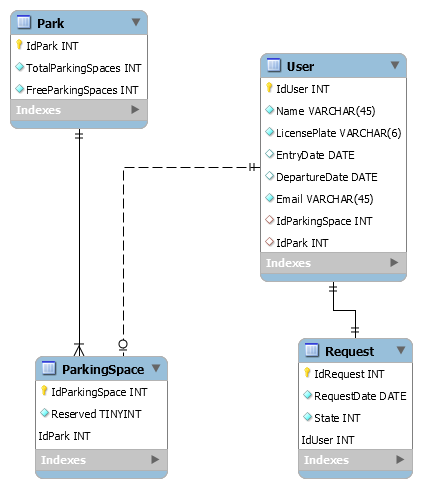 Park
IdPark INT
TotalParkingSpaces INT
FreeParkingSpaces INT
Indexes
User
IdUser INT
Name VARCHAR(45)
LicensePlate VARCHAR(6)
EntryDate DATE
DepartureDate DATE
Email VARCHAR(45)
IdParkingSpace INT
IdPark INT
Indexes
ParkingSpace
IdParkingSpace INT
Reserved TINYINT
IdPark INT
Indexes
Request
IdRequest INT
RequestDate DATE
State INT
IdUser INT
Indexes